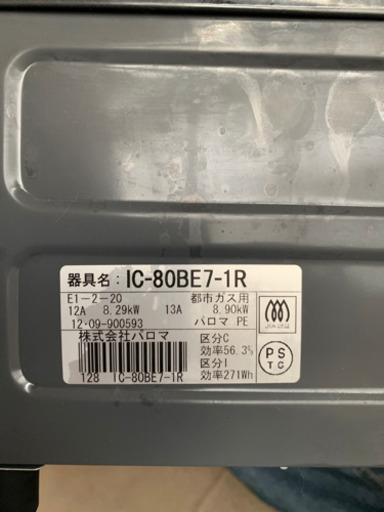 器具名: IC-80BE7-1R
E1-2-20 都市ガス用
12A 8.29kW 13A 8.90kW
12·09-900593 パロマ PE
株式会社パロマ 区分C
効率56.3%
区分I
128 IC-80BE7-1R 効率271Wh
PS
TG